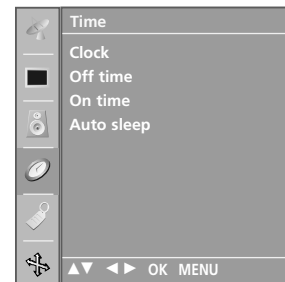 Time
Clock
Off time
On time
Auto sleep
▲▼ ◄► OK MENU